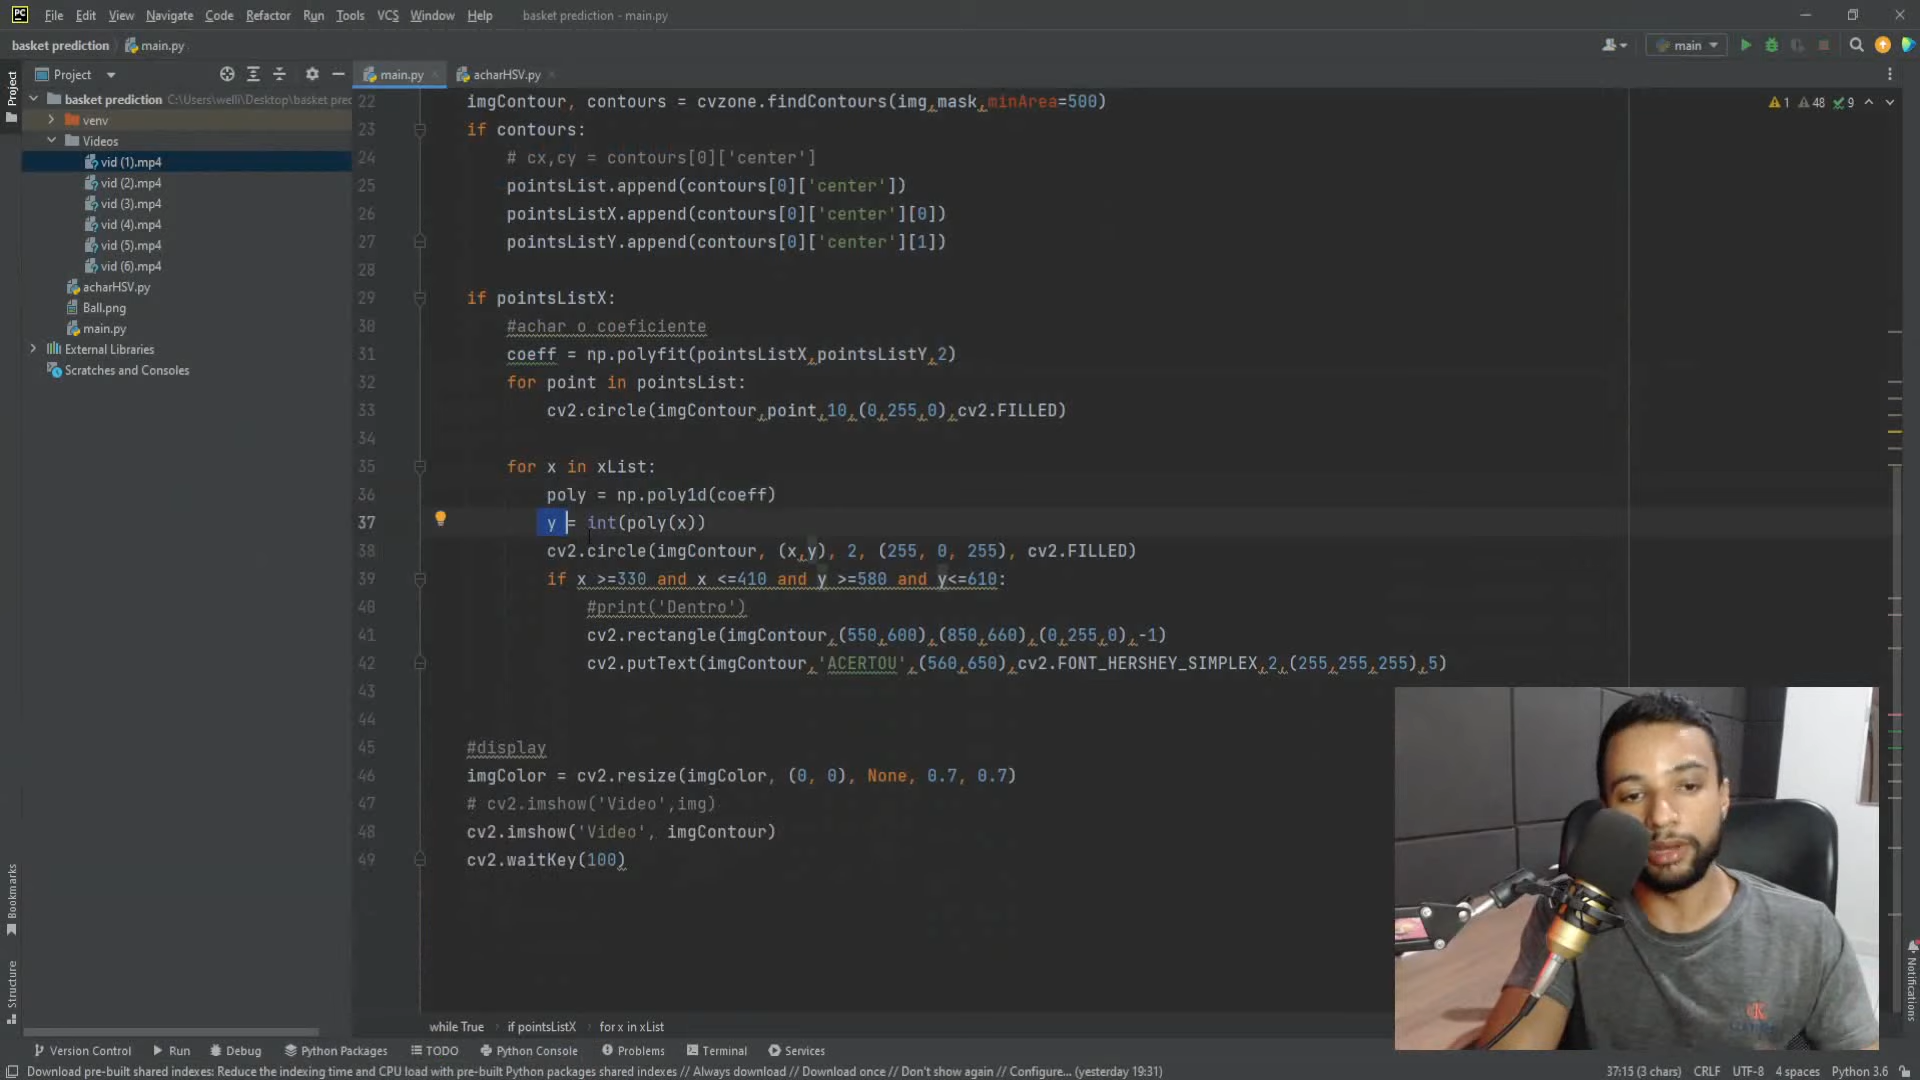 PC File Edit View Navigate Code Refactor Run Tools VCS Window Help basket prediction - main.py
basket prediction main.py main
Project main.py acharHSV.py
Project
basket prediction C:\Users\welli\Desktop\basket prec
venv
Videos
vid (1).mp4
vid (2).mp4
vid (3).mp4
vid (4).mp4
vid (5).mp4
vid (6).mp4
acharHSV.py
Ball.png
main.py
External Libraries
Scratches and Consoles
1 48 9
22 imgContour, contours = cvzone.findContours(img,mask,minArea=500)
23 if contours:
24 # cx,cy = contours[0]['center']
25 pointsList.append(contours[0]['center'])
26 pointsListX.append(contours[0]['center'][0])
27 pointsListY.append(contours[0]['center'][1])
28
29 if pointsListX:
30 #achar o coeficiente
31 coeff = np.polyfit(pointsListX,pointsListY,2)
32 for point in pointsList:
33 cv2.circle(imgContour,point,10,(0,255,0),cv2.FILLED)
34
35 for x in xList:
36 poly = np.poly1d(coeff)
37 y = int(poly(x))
38 cv2.circle(imgContour, (x,y), 2, (255, 0, 255), cv2.FILLED)
39 if x >=330 and x <=410 and y >=580 and y<=610:
40 #print('Dentro')
41 cv2.rectangle(imgContour,(550,600),(850,660),(0,255,0),-1)
42 cv2.putText(imgContour,'ACERTOU',(560,650),cv2.FONT_HERSHEY_SIMPLEX,2,(255,255,255),5)
43
44
45 #display
46 imgColor = cv2.resize(imgColor, (0, 0), None, 0.7, 0.7)
47 # cv2.imshow('Video',img)
48 cv2.imshow('Video', imgContour)
49 cv2.waitKey(100)
Bookmarks
Structure
Notifications
while True if pointsListX for x in xList
Version Control Run Debug Python Packages TODO Python Console Problems Terminal Services
Download pre-built shared indexes: Reduce the indexing time and CPU load with pre-built Python packages shared indexes // Always download // Download once // Don't show again // Configure... (yesterday 19:31) 37:15 (3 chars) CRLF UTF-8 4 spaces Python 3.6